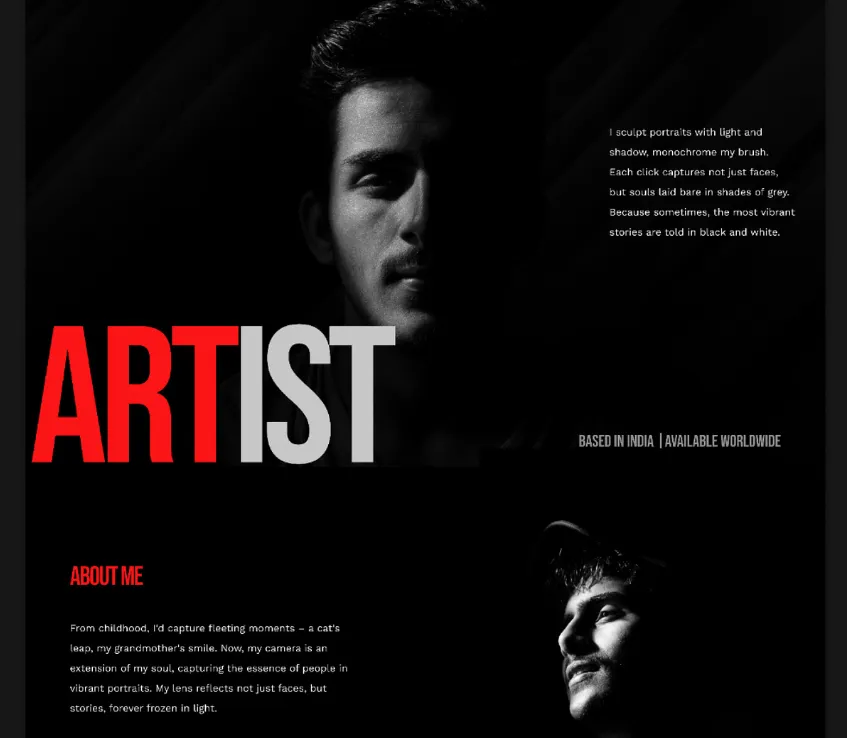 I sculpt portraits with light and
shadow, monochrome my brush.
Each click captures not just faces,
but souls laid bare in shades of grey.
Because sometimes, the most vibrant
stories are told in black and white.
ARTIST
BASED IN INDIA | AVAILABLE WORLDWIDE
ABOUT ME
From childhood, I'd capture fleeting moments – a cat's
leap, my grandmother's smile. Now, my camera is an
extension of my soul, capturing the essence of people in
vibrant portraits. My lens reflects not just faces, but
stories, forever frozen in light.